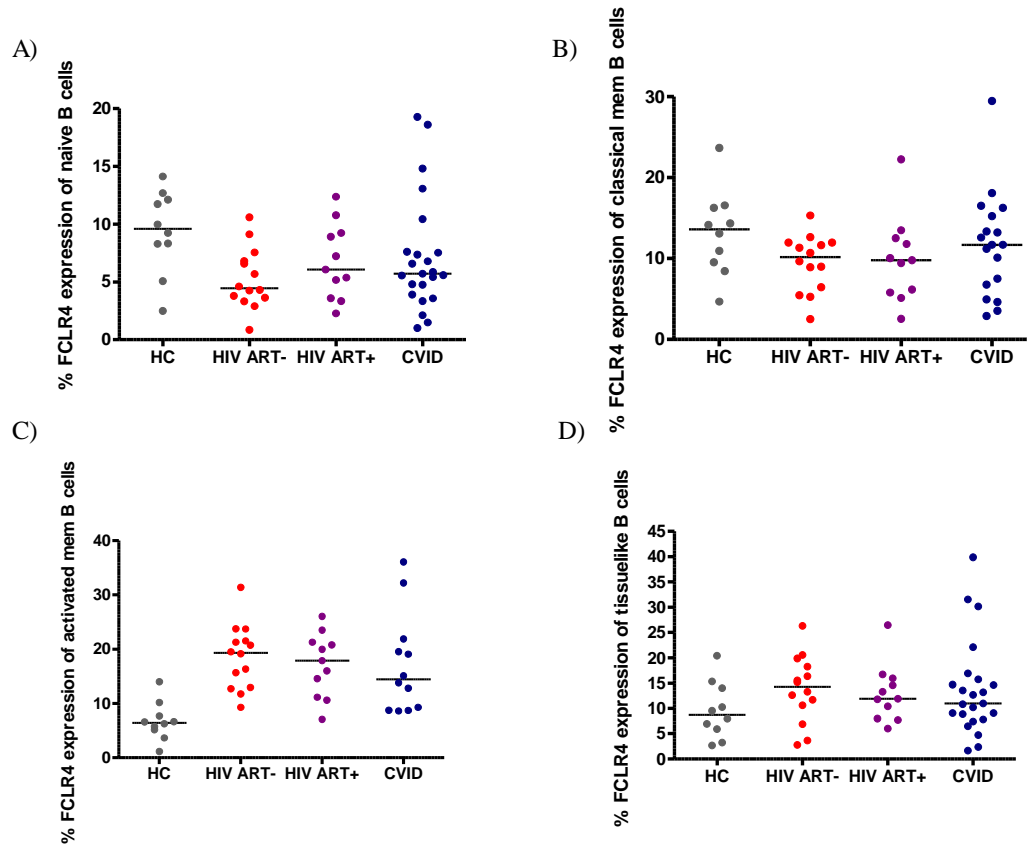 A)
% FCLR4 expression of naive B cells
20
15
10
5
0
HC HIV ART- HIV ART+ CVID
B)
% FCLR4 expression of classical mem B cells
30
20
10
0
HC HIV ART- HIV ART+ CVID
C)
% FCLR4 expression of activated mem B cells
40
30
20
10
0
HC HIV ART- HIV ART+ CVID
D)
% FCLR4 expression of tissuelike B cells
45
40
35
30
25
20
15
10
5
0
HC HIV ART- HIV ART+ CVID